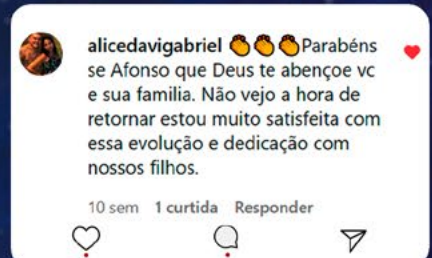 alicedavigabriel 👏👏👏Parabéns
se Afonso que Deus te abençoe vc
e sua familia. Não vejo a hora de
retornar estou muito satisfeita com
essa evolução e dedicação com
nossos filhos.
10 sem 1 curtida Responder